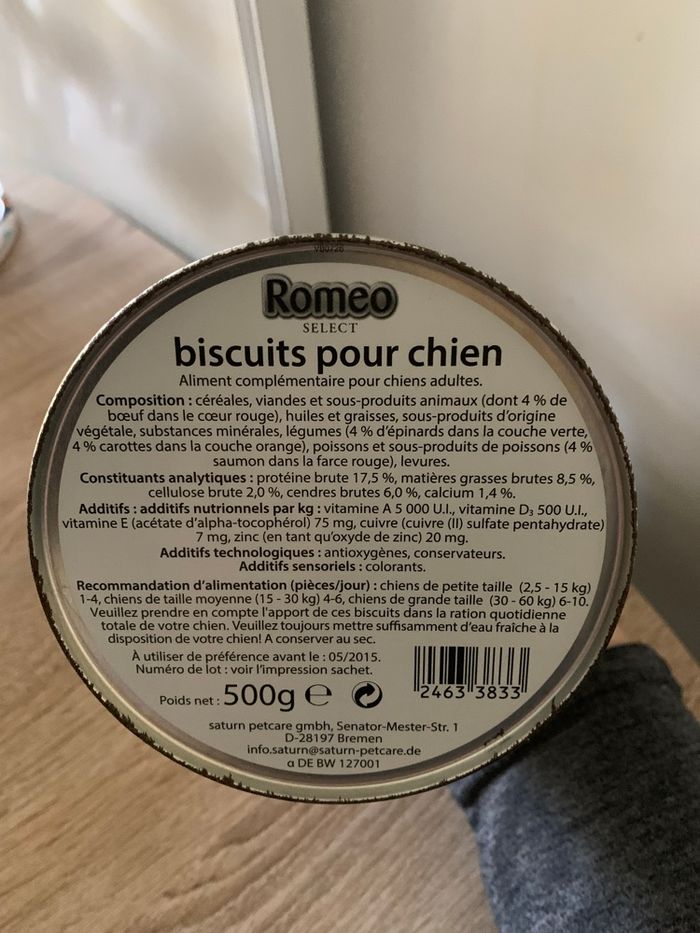 Romeo
SELECT
biscuits pour chien
Aliment complémentaire pour chiens adultes.
Composition : céréales, viandes et sous-produits animaux (dont 4 % de
bœuf dans le cœur rouge), huiles et graisses, sous-produits d'origine
végétale, substances minérales, légumes (4 % d'épinards dans la couche verte,
4 % carottes dans la couche orange), poissons et sous-produits de poissons (4 %
saumon dans la farce rouge), levures.
Constituants analytiques : protéine brute 17,5 %, matières grasses brutes 8,5 %,
cellulose brute 2,0 %, cendres brutes 6,0 %, calcium 1,4 %.
Additifs : additifs nutritionnels par kg : vitamine A 5 000 U.I., vitamine D₃ 500 U.I.,
vitamine E (acétate d'alpha-tocophérol) 75 mg, cuivre (cuivre (II) sulfate pentahydrate)
7 mg, zinc (en tant qu'oxyde de zinc) 20 mg.
Additifs technologiques : antioxygènes, conservateurs.
Additifs sensoriels : colorants.
Recommandation d'alimentation (pièces/jour) : chiens de petite taille (2,5 - 15 kg)
1-4, chiens de taille moyenne (15 - 30 kg) 4-6, chiens de grande taille (30 - 60 kg) 6-10.
Veuillez prendre en compte l'apport de ces biscuits dans la ration quotidienne
totale de votre chien. Veuillez toujours mettre suffisamment d'eau fraîche à la
disposition de votre chien! A conserver au sec.
À utiliser de préférence avant le : 05/2015.
Numéro de lot : voir l'impression sachet.
Poids net : 500g ℮
2463 3833
saturn petcare gmbh, Senator-Mester-Str. 1
D-28197 Bremen
info.saturn@saturn-petcare.de
α DE BW 127001